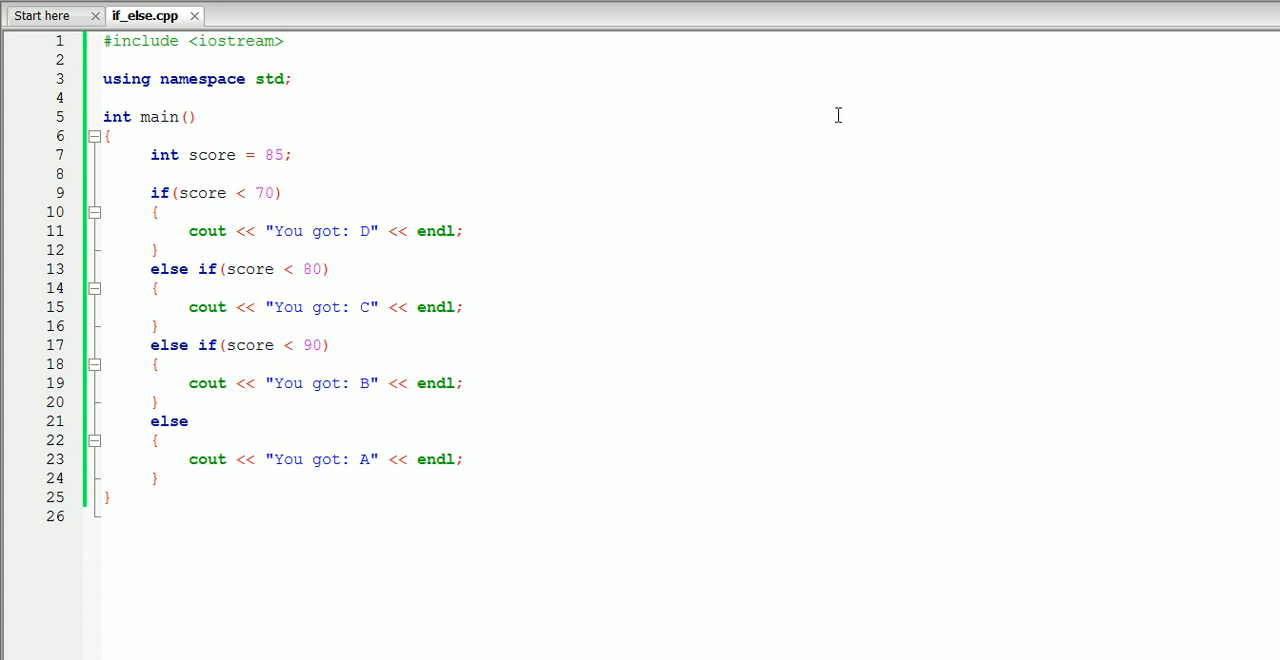 Start here
if_else.cpp
1 #include <iostream>
2
3 using namespace std;
4
5 int main()
6 {
7 int score = 85;
8
9 if(score < 70)
10 {
11 cout << "You got: D" << endl;
12 }
13 else if(score < 80)
14 {
15 cout << "You got: C" << endl;
16 }
17 else if(score < 90)
18 {
19 cout << "You got: B" << endl;
20 }
21 else
22 {
23 cout << "You got: A" << endl;
24 }
25 }
26